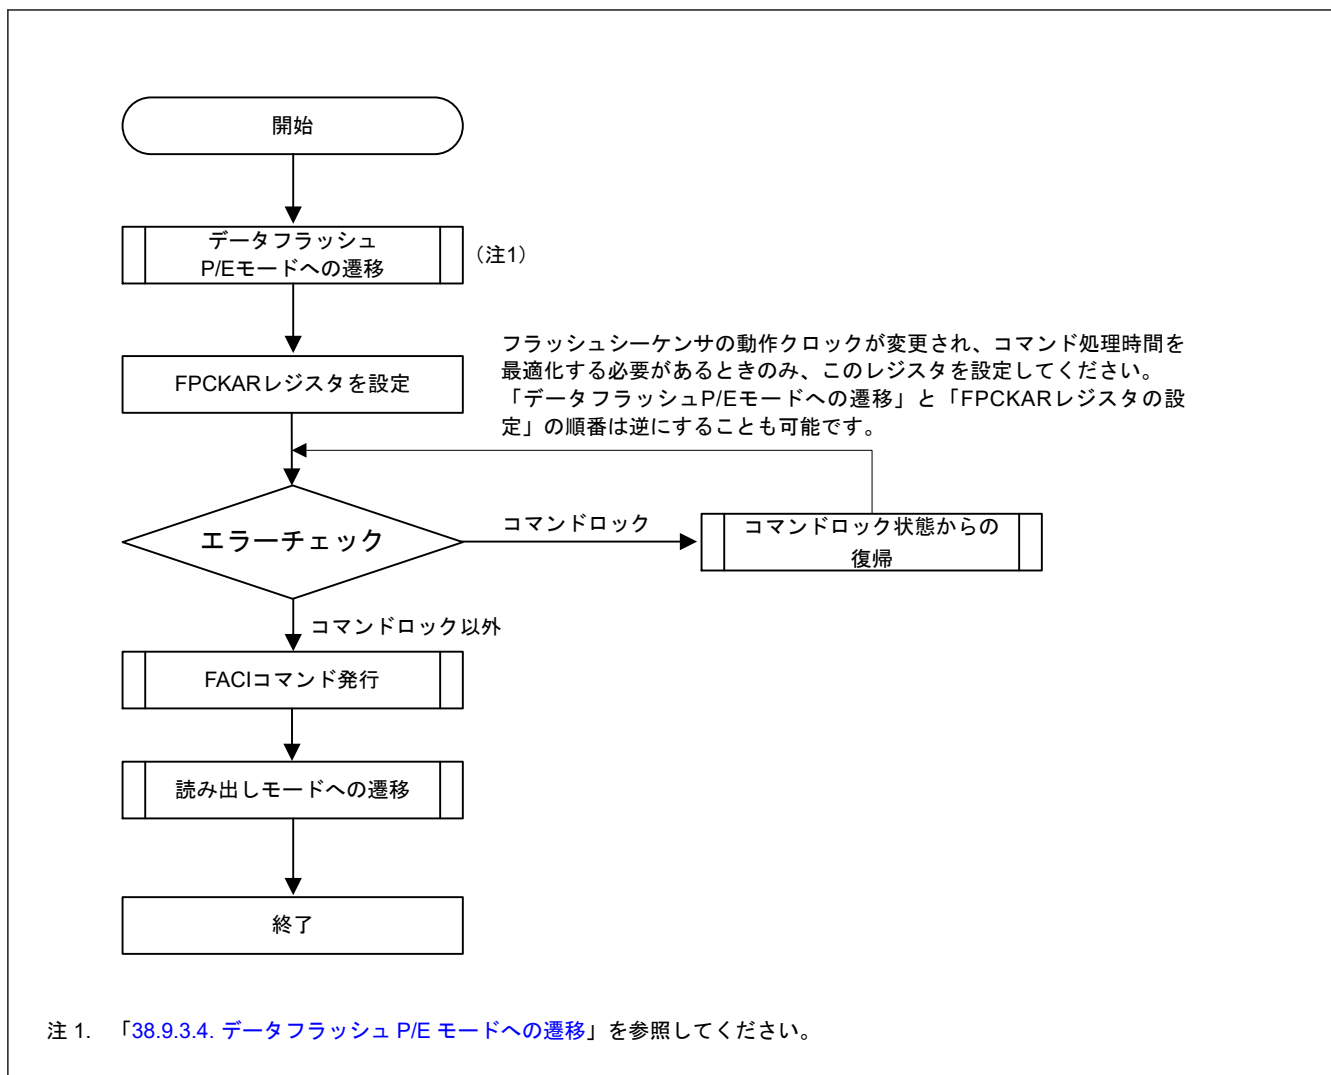 開始
データフラッシュ
P/Eモードへの遷移
（注1）
FPCKARレジスタを設定
フラッシュシーケンサの動作クロックが変更され、コマンド処理時間を
最適化する必要があるときのみ、このレジスタを設定してください。
「データフラッシュP/Eモードへの遷移」と「FPCKARレジスタの設
定」の順番は逆にすることも可能です。
エラーチェック
コマンドロック
コマンドロック状態からの
復帰
コマンドロック以外
FACIコマンド発行
読み出しモードへの遷移
終了
注 1. 「38.9.3.4. データフラッシュ P/E モードへの遷移」を参照してください。